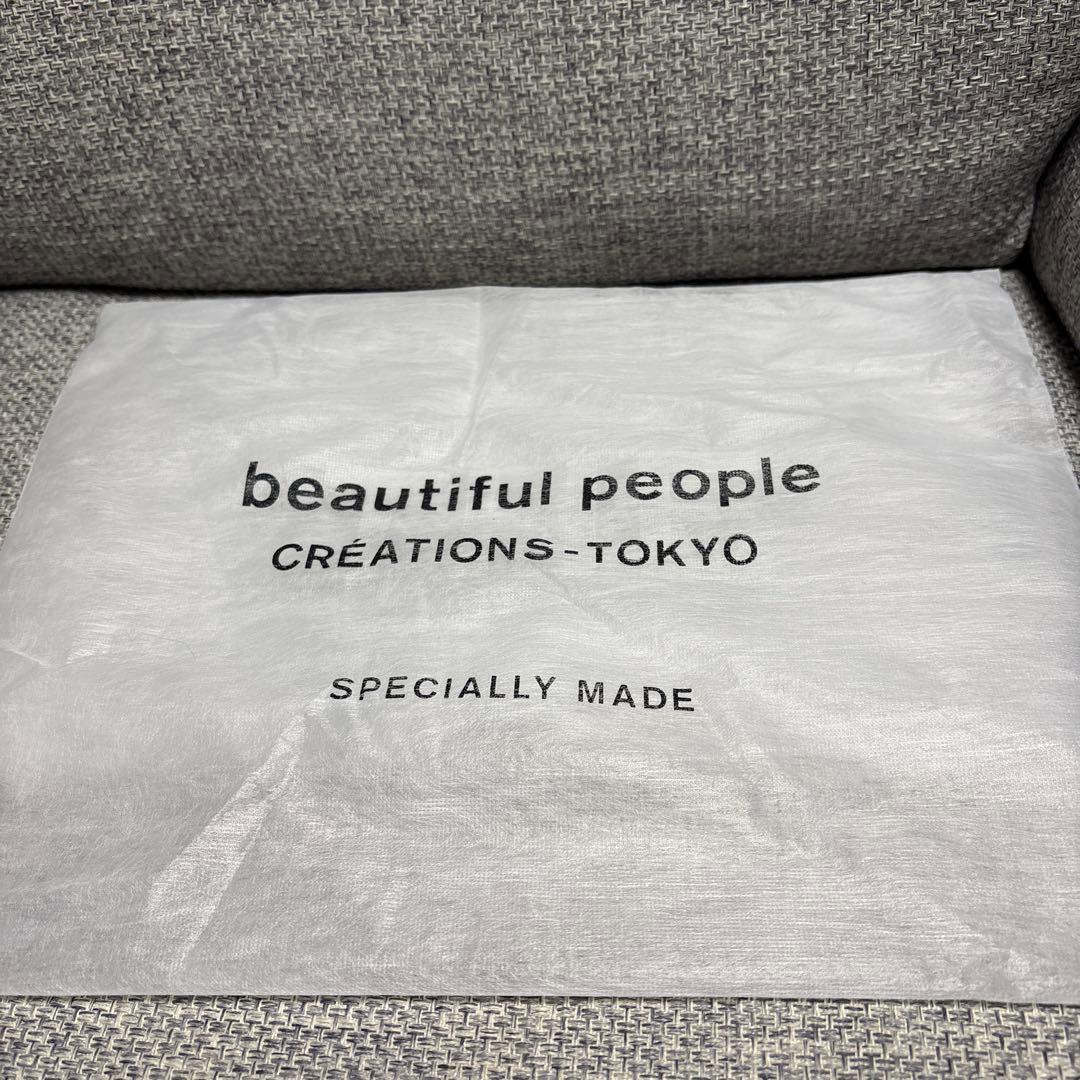 beautiful people
CRÉATIONS-TOKYO
SPECIALLY MADE